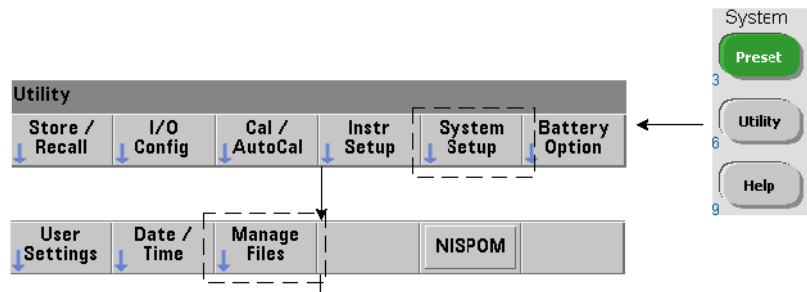 System
Preset
3
Utility
6
Help
9
Utility
Store /
Recall
I/O
Config
Cal /
AutoCal
Instr
Setup
System
Setup
Battery
Option
User
Settings
Date /
Time
Manage
Files
NISPOM